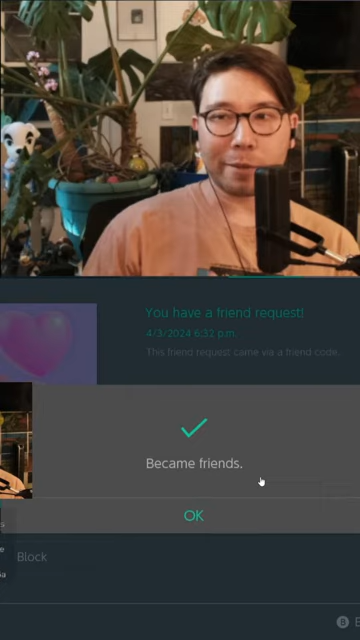 You have a friend request!
4/3/2024 6:32 p.m.
This friend request came via a friend code.
Became friends.
OK
Block
B